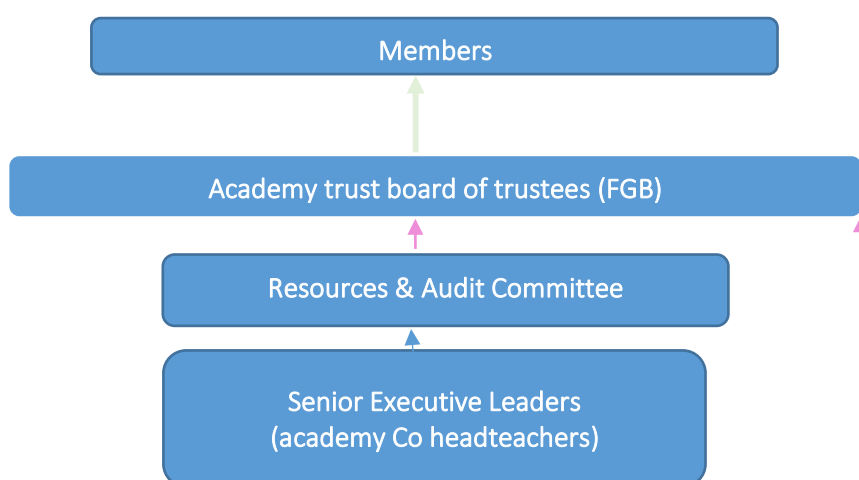 Members
Academy trust board of trustees (FGB)
Resources & Audit Committee
Senior Executive Leaders
(academy Co headteachers)